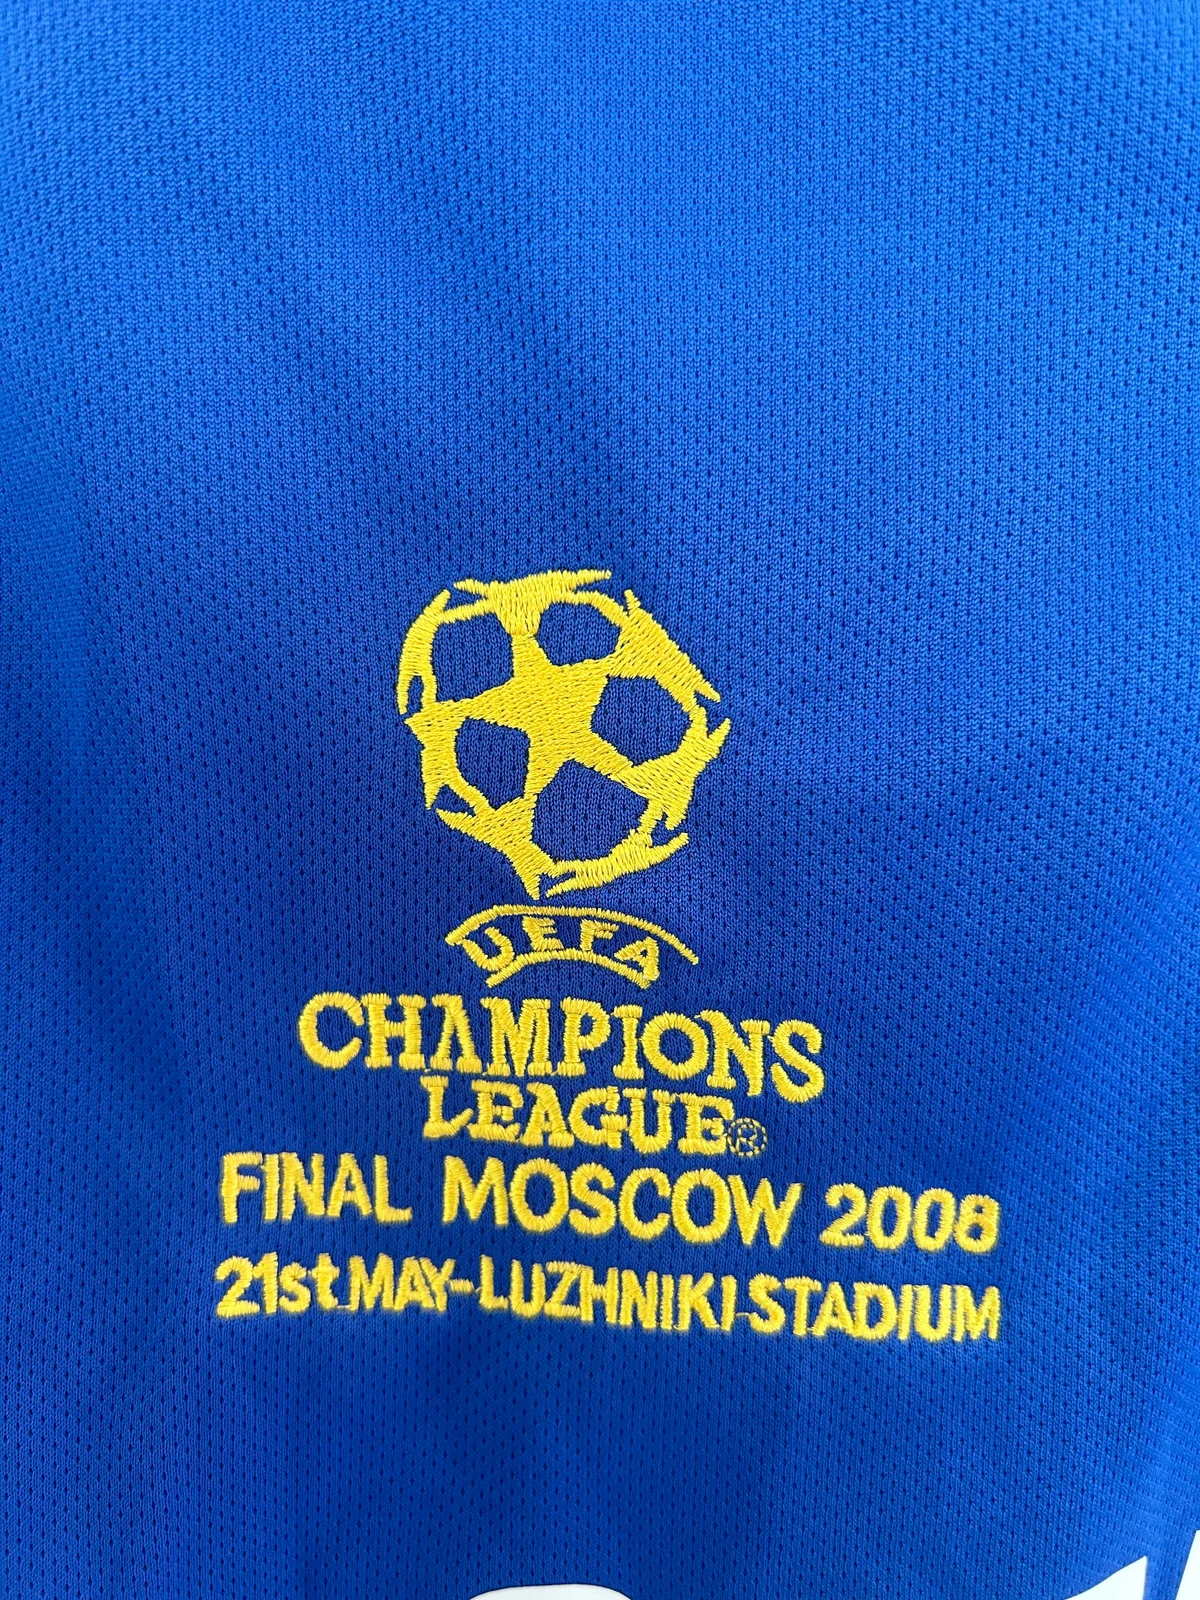 UEFA
CHAMPIONS
LEAGUE®
FINAL MOSCOW 2008
21st MAY-LUZHNIKI STADIUM